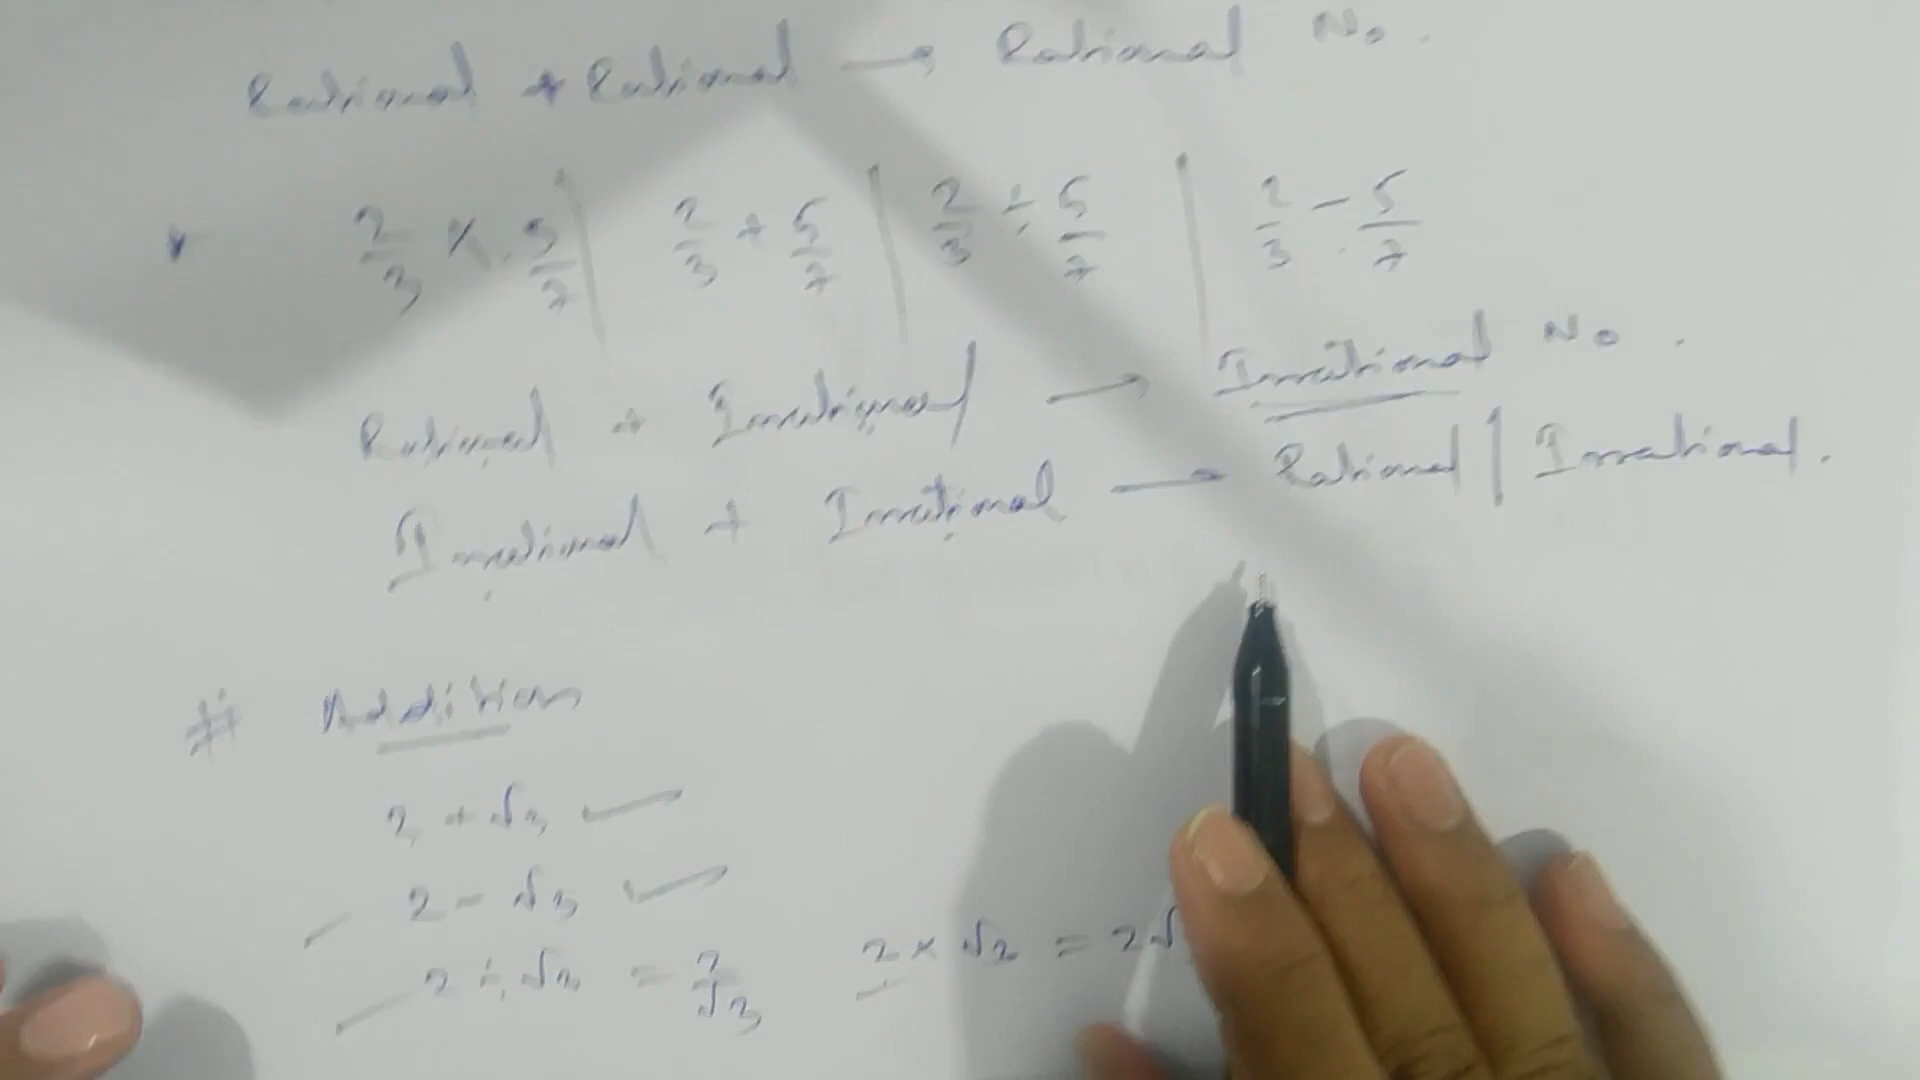 Rational + Rational → Rational No.
2/3 × 5/7 | 2/3 + 5/7 | 2/3 ÷ 5/7 | 2/3 - 5/7
Rational + Irrational → Irrational No.
Irrational + Irrational → Rational | Irrational.
# Addition
2 + √3 ✓
2 - √3 ✓
2 ÷ √3 = 2/√3 2 × √2 = 2√